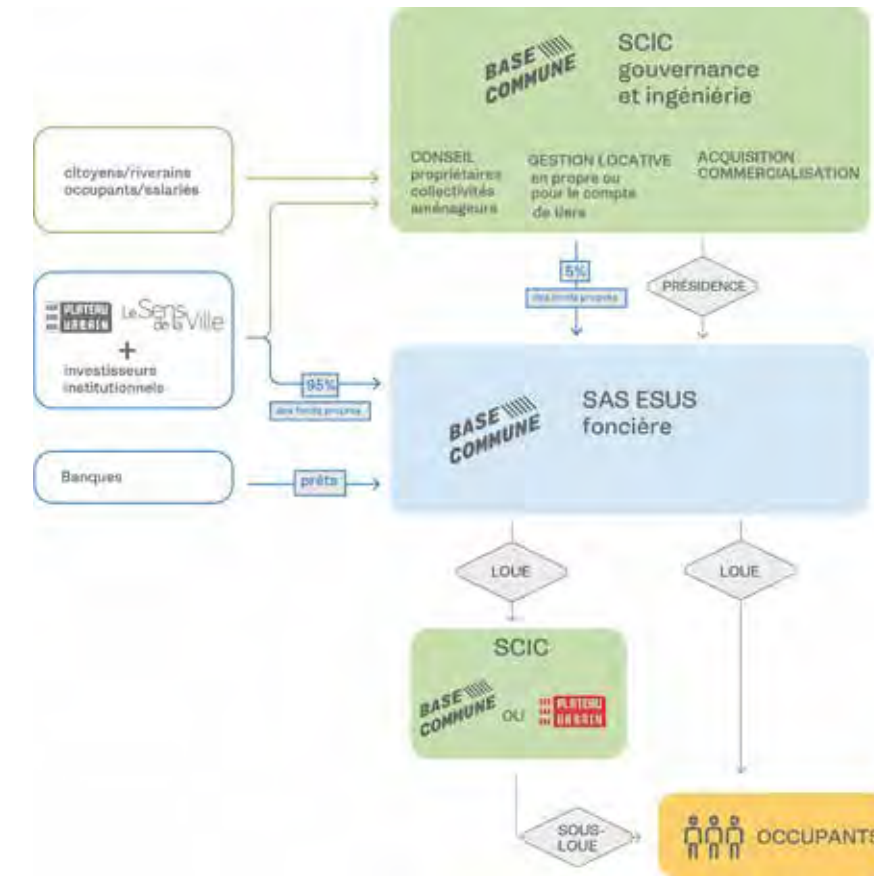 BASE
COMMUNE
SCIC
gouvernance
et ingéniérie
CONSEIL
propriétaires
collectivités
aménageurs
GESTION LOCATIVE
en propre ou
pour le compte
de tiers
ACQUISITION
COMMERCIALISATION
citoyens/riverains
occupants/salariés
5%
des fonds propres
PRÉSIDENCE
PLATEAU
URBAIN
Le Sens
de la Ville
+
investisseurs
institutionnels
95%
des fonds propres
BASE
COMMUNE
SAS ESUS
foncière
Banques
prêts
LOUE
LOUE
SCIC
BASE
COMMUNE
OU
PLATEAU
URBAIN
SOUS-
LOUE
OCCUPANTS